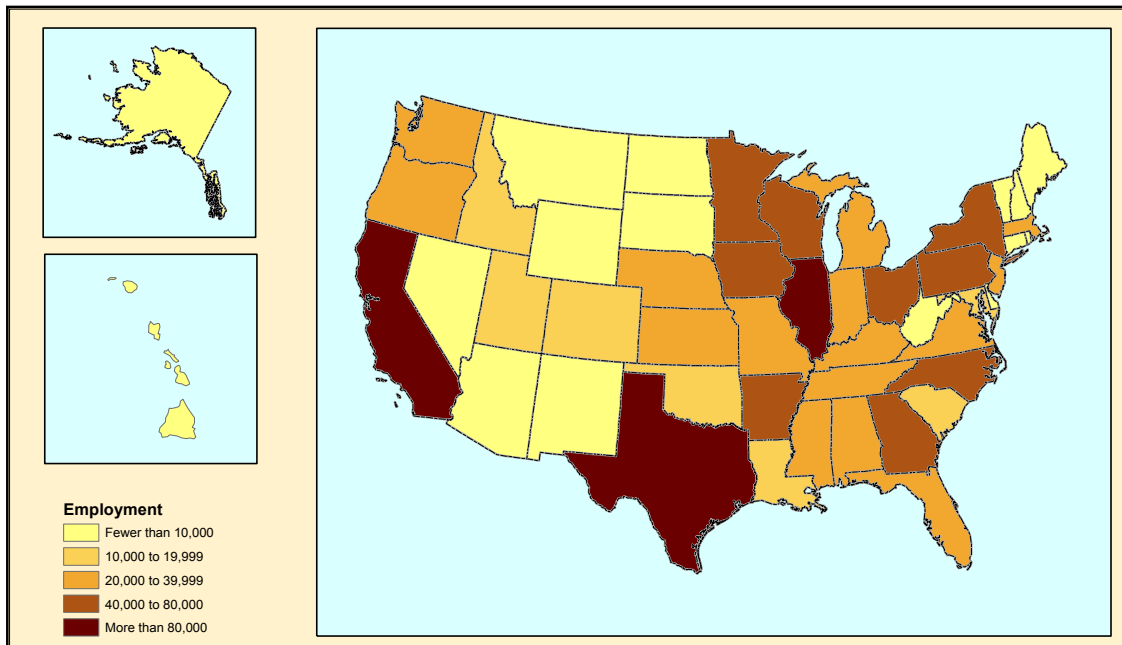 Employment
Fewer than 10,000
10,000 to 19,999
20,000 to 39,999
40,000 to 80,000
More than 80,000